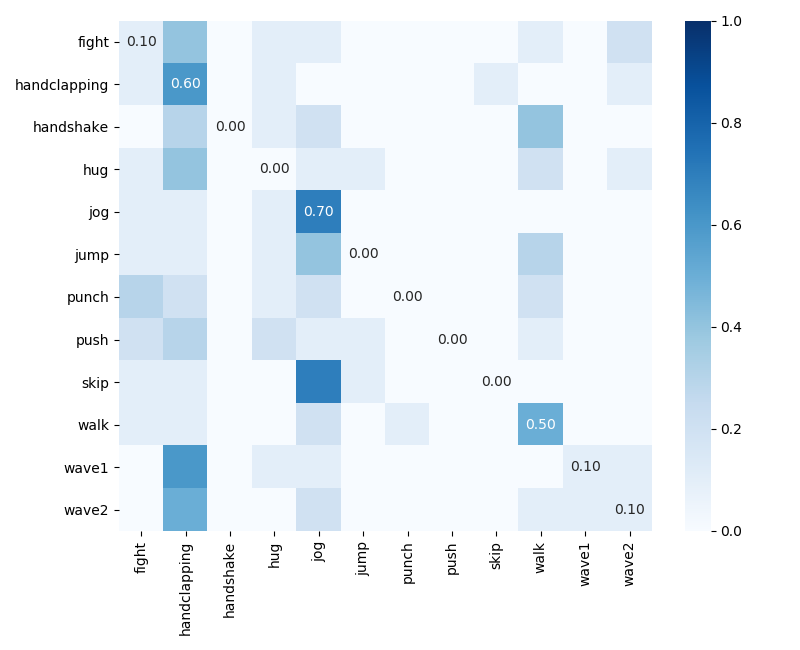 fight 0.10
handclapping 0.60
handshake 0.00
hug 0.00
jog 0.70
jump 0.00
punch 0.00
push 0.00
skip 0.00
walk 0.50
wave1 0.10
wave2 0.10
fight handclapping handshake hug jog jump punch push skip walk wave1 wave2
1.0
0.8
0.6
0.4
0.2
0.0